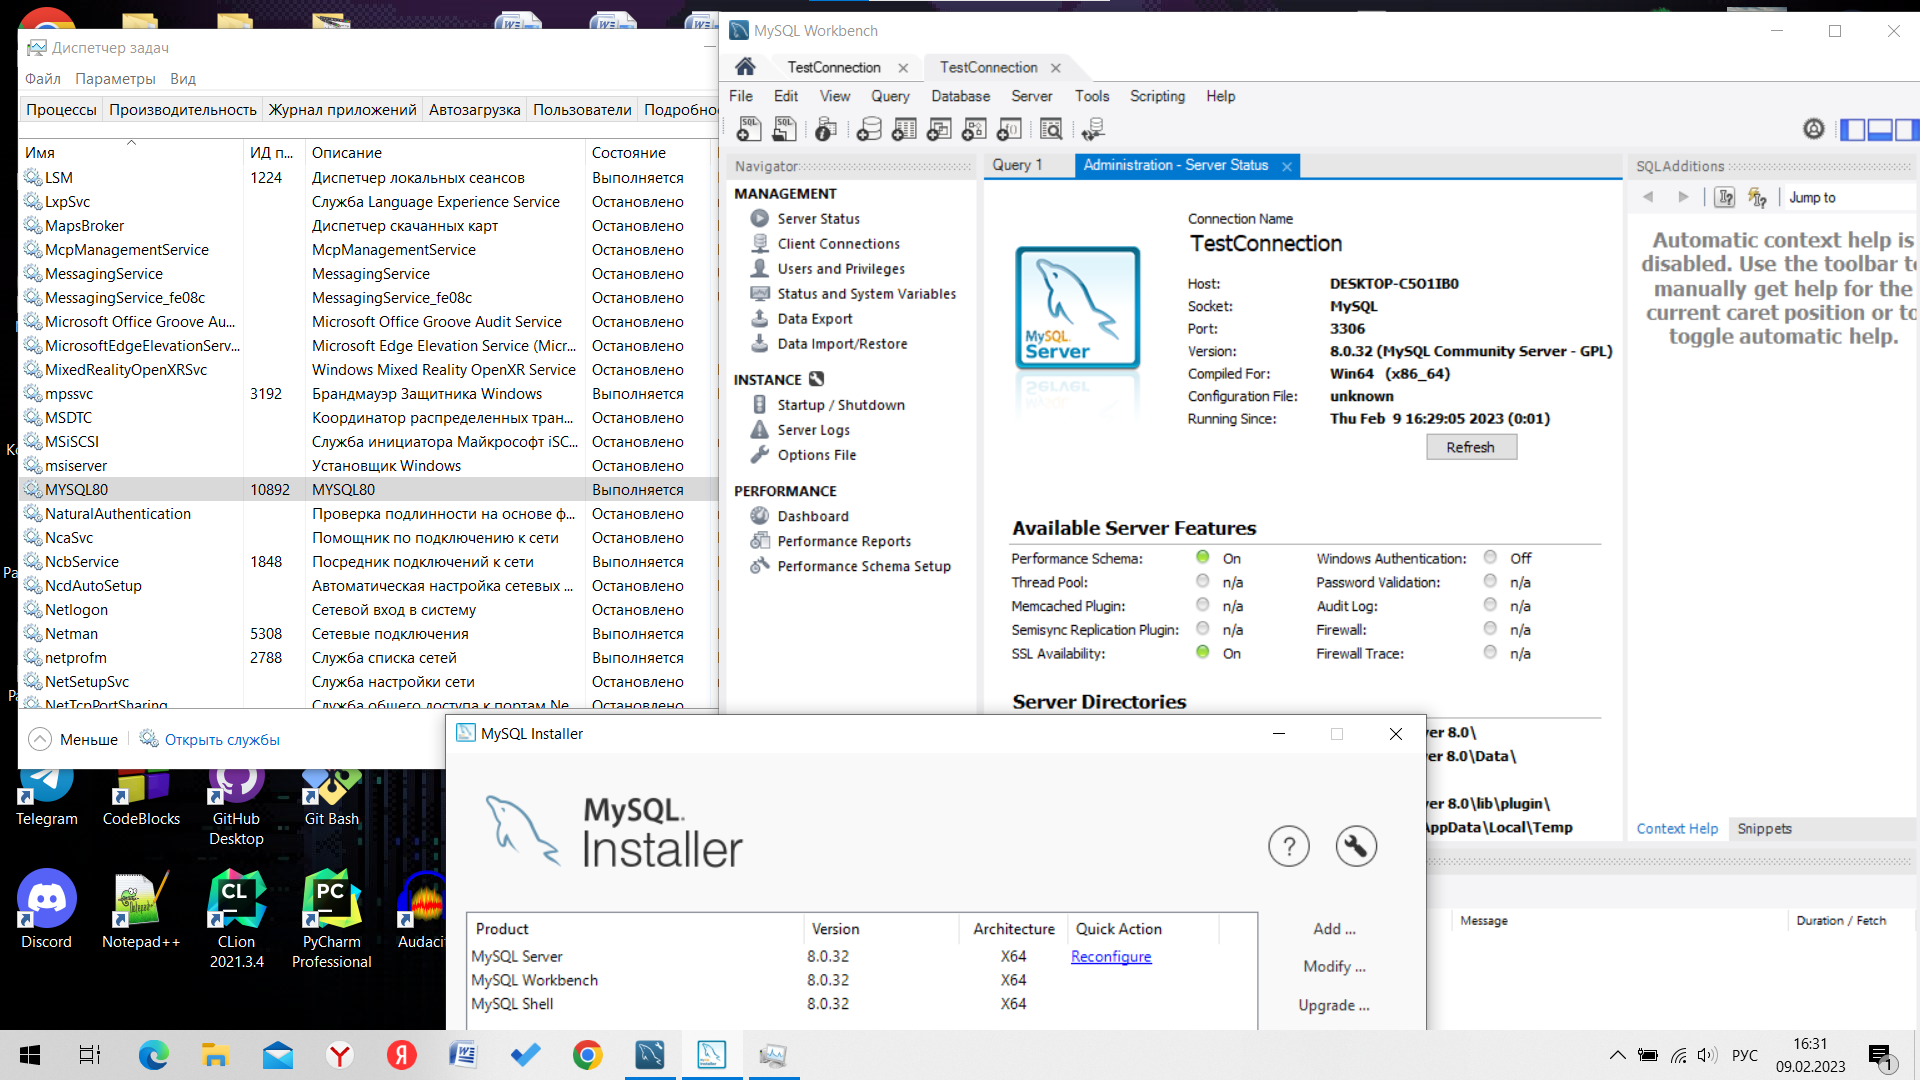 Диспетчер задач
Файл Параметры Вид
Процессы Производительность Журнал приложений Автозагрузка Пользователи
Имя ИД п... Описание Состояние
LSM 1224 Диспетчер локальных сеансов Выполняется
LxpSvc Служба Language Experience Service Остановлено
MapsBroker Диспетчер скачанных карт Остановлено
McpManagementService McpManagementService Остановлено
MessagingService MessagingService Остановлено
MessagingService_fe08c MessagingService_fe08c Остановлено
Microsoft Office Groove Au... Microsoft Office Groove Audit Service Остановлено
MicrosoftEdgeElevationServ... Microsoft Edge Elevation Service (Micr... Остановлено
MixedRealityOpenXRSvc Windows Mixed Reality OpenXR Service Остановлено
mpssvc 3192 Брандмауэр Защитника Windows Выполняется
MSDTC Координатор распределенных тран... Остановлено
MSiSCSI Служба инициатора Майкрософт iSC... Остановлено
msiserver Установщик Windows Остановлено
MYSQL80 10892 MYSQL80 Выполняется
NaturalAuthentication Проверка подлинности на основе ф... Остановлено
NcaSvc Помощник по подключению к сети Остановлено
NcbService 1848 Посредник подключений к сети Выполняется
NcdAutoSetup Автоматическая настройка сетевых ... Остановлено
Netlogon Сетевой вход в систему Остановлено
Netman 5308 Сетевые подключения Выполняется
netprofm 2788 Служба списка сетей Выполняется
NetSetupSvc Служба настройки сети Остановлено
NetTcpPortSharing Служба общего доступа к портам Ne... Остановлено
Меньше Открыть службы
MySQL Workbench
TestConnection TestConnection
File Edit View Query Database Server Tools Scripting Help
Navigator:
MANAGEMENT
Server Status
Client Connections
Users and Privileges
Status and System Variables
Data Export
Data Import/Restore
INSTANCE
Startup / Shutdown
Server Logs
Options File
PERFORMANCE
Dashboard
Performance Reports
Performance Schema Setup
Query 1 Administration - Server Status
MySQL
Server
Connection Name
TestConnection
Host: DESKTOP-C5O1IB0
Socket: MySQL
Port: 3306
Version: 8.0.32 (MySQL Community Server - GPL)
Compiled For: Win64 (x86_64)
Configuration File: unknown
Running Since: Thu Feb 9 16:29:05 2023 (0:01)
Refresh
Available Server Features
Performance Schema: On Windows Authentication: Off
Thread Pool: n/a Password Validation: n/a
Memcached Plugin: n/a Audit Log: n/a
Semisync Replication Plugin: n/a Firewall: n/a
SSL Availability: On Firewall Trace: n/a
Server Directories
ver 8.0\
ver 8.0\Data\
ver 8.0\lib\plugin\
AppData\Local\Temp
SQLAdditions
Jump to
Automatic context help is
disabled. Use the toolbar to
manually get help for the
current caret position or to
toggle automatic help.
Context Help Snippets
Message Duration / Fetch
MySQL Installer
MySQL.
Installer
?
Product Version Architecture Quick Action
MySQL Server 8.0.32 X64 Reconfigure
MySQL Workbench 8.0.32 X64
MySQL Shell 8.0.32 X64
Add ...
Modify ...
Upgrade ...
Telegram
CodeBlocks
GitHub
Desktop
Git Bash
Discord
Notepad++
CL
CLion
2021.3.4
PC
PyCharm
Professional
РУС
16:31
09.02.2023
1